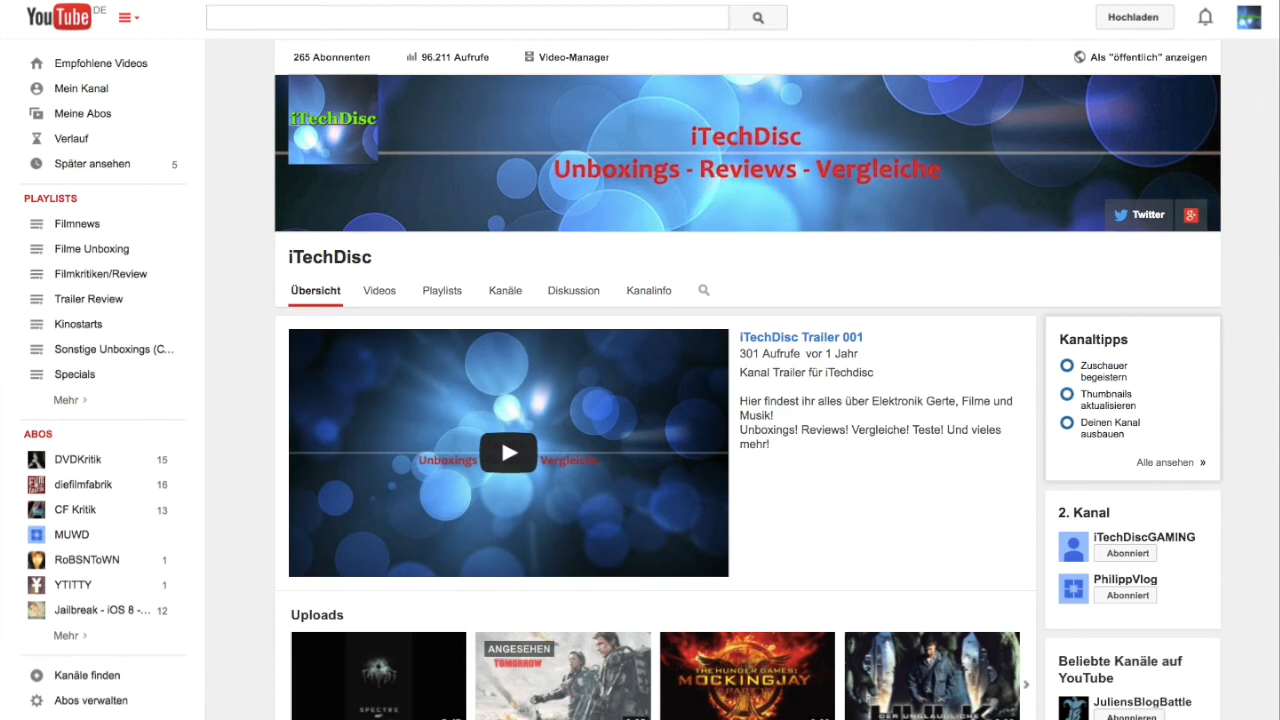 YouTube DE
Hochladen
Empfohlene Videos
Mein Kanal
Meine Abos
Verlauf
Später ansehen 5
PLAYLISTS
Filmnews
Filme Unboxing
Filmkritiken/Review
Trailer Review
Kinostarts
Sonstige Unboxings (C...
Specials
Mehr ›
ABOS
DVDKritik 15
diefilmfabrik 16
CF Kritik 13
MUWD
RoBSNToWN 1
YTITTY 1
Jailbreak - iOS 8 -... 12
Mehr ›
Kanäle finden
Abos verwalten
265 Abonnenten
96.211 Aufrufe
Video-Manager
Als "öffentlich" anzeigen
iTechDisc
iTechDisc
Unboxings - Reviews - Vergleiche
Twitter
iTechDisc
Übersicht
Videos
Playlists
Kanäle
Diskussion
Kanalinfo
Unboxings
Vergleiche
iTechDisc Trailer 001
301 Aufrufe vor 1 Jahr
Kanal Trailer für iTechdisc
Hier findest ihr alles über Elektronik Gerte, Filme und
Musik!
Unboxings! Reviews! Vergleiche! Teste! Und vieles
mehr!
Uploads
SPECTRE
ANGESEHEN
TOMORROW
THE HUNGER GAMES:
MOCKINGJAY
PART 1
DER UNGLAUBLICHE
Kanaltipps
Zuschauer
begeistern
Thumbnails
aktualisieren
Deinen Kanal
ausbauen
Alle ansehen »
2. Kanal
iTechDiscGAMING
Abonniert
PhilippVlog
Abonniert
Beliebte Kanäle auf
YouTube
JuliensBlogBattle
Abonnieren